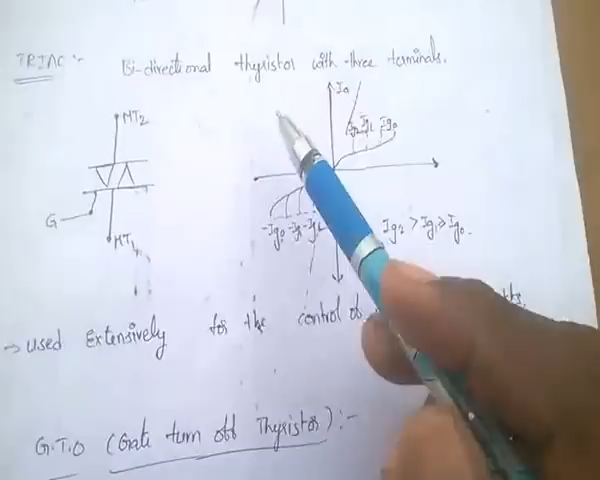 TRIAC :- Bi-directional thyristor with three terminals.
Ia
MT2
Ig2 Ig1 Ig0
G
MT1
-Ig0 -Ig1 -Ig2
Ig2 > Ig1 > Ig0.
→ used Extensively for the control of
G.T.O (Gate turn off Thyristor) :-